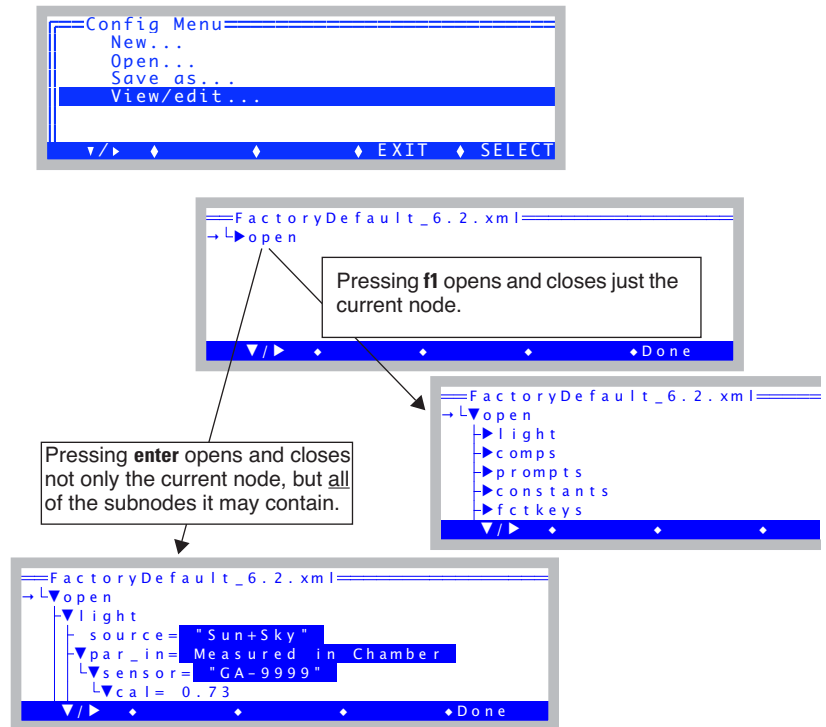 Config Menu
New...
Open...
Save as...
View/edit...
▼/▶ ♦ ♦ ♦ EXIT ♦ SELECT
FactoryDefault_6.2.xml
→ └▶open
Pressing f1 opens and closes just the
current node.
▼/▶ ◆ ◆ ◆ ◆Done
FactoryDefault_6.2.xml
→ └▼open
├▶light
├▶comps
├▶prompts
├▶constants
├▶fctkeys
▼/▶ ◆ ◆ ◆
Pressing enter opens and closes
not only the current node, but all
of the subnodes it may contain.
FactoryDefault_6.2.xml
→ └▼open
├▼light
├ source= "Sun+Sky"
├▼par_in= Measured in Chamber
└▼sensor= "GA-9999"
└▼cal= 0.73
▼/▶ ◆ ◆ ◆ ◆Done